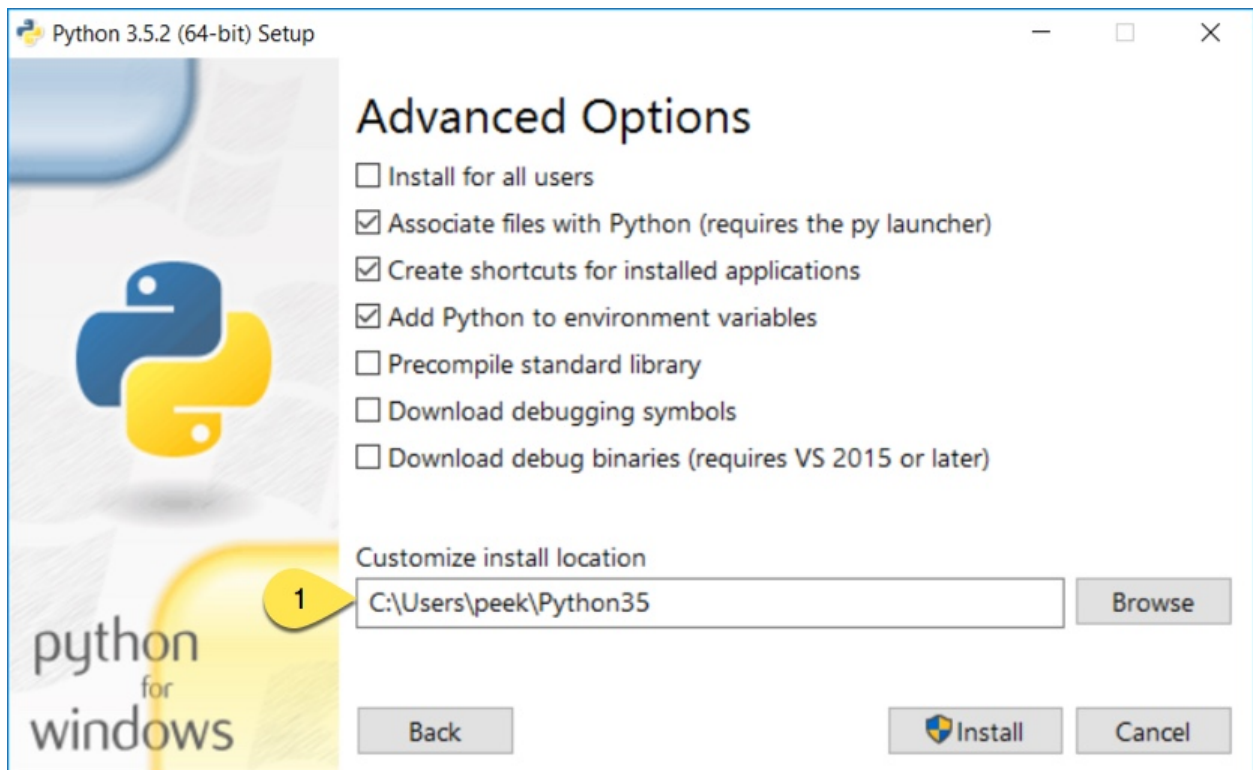 Python 3.5.2 (64-bit) Setup
Advanced Options
Install for all users
Associate files with Python (requires the py launcher)
Create shortcuts for installed applications
Add Python to environment variables
Precompile standard library
Download debugging symbols
Download debug binaries (requires VS 2015 or later)
Customize install location
1
C:\Users\peek\Python35
Browse
python
for
windows
Back
Install
Cancel